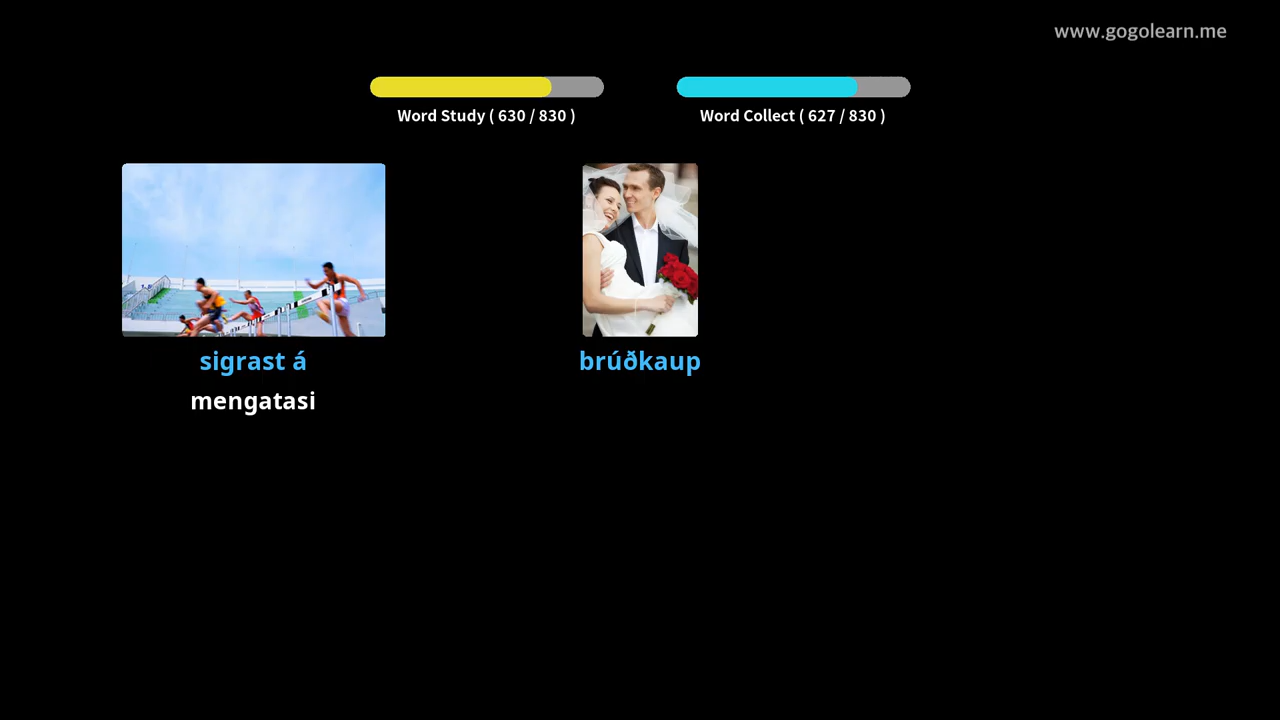 www.gogolearn.me
Word Study ( 630 / 830 )
Word Collect ( 627 / 830 )
sigrast á
mengatasi
brúðkaup